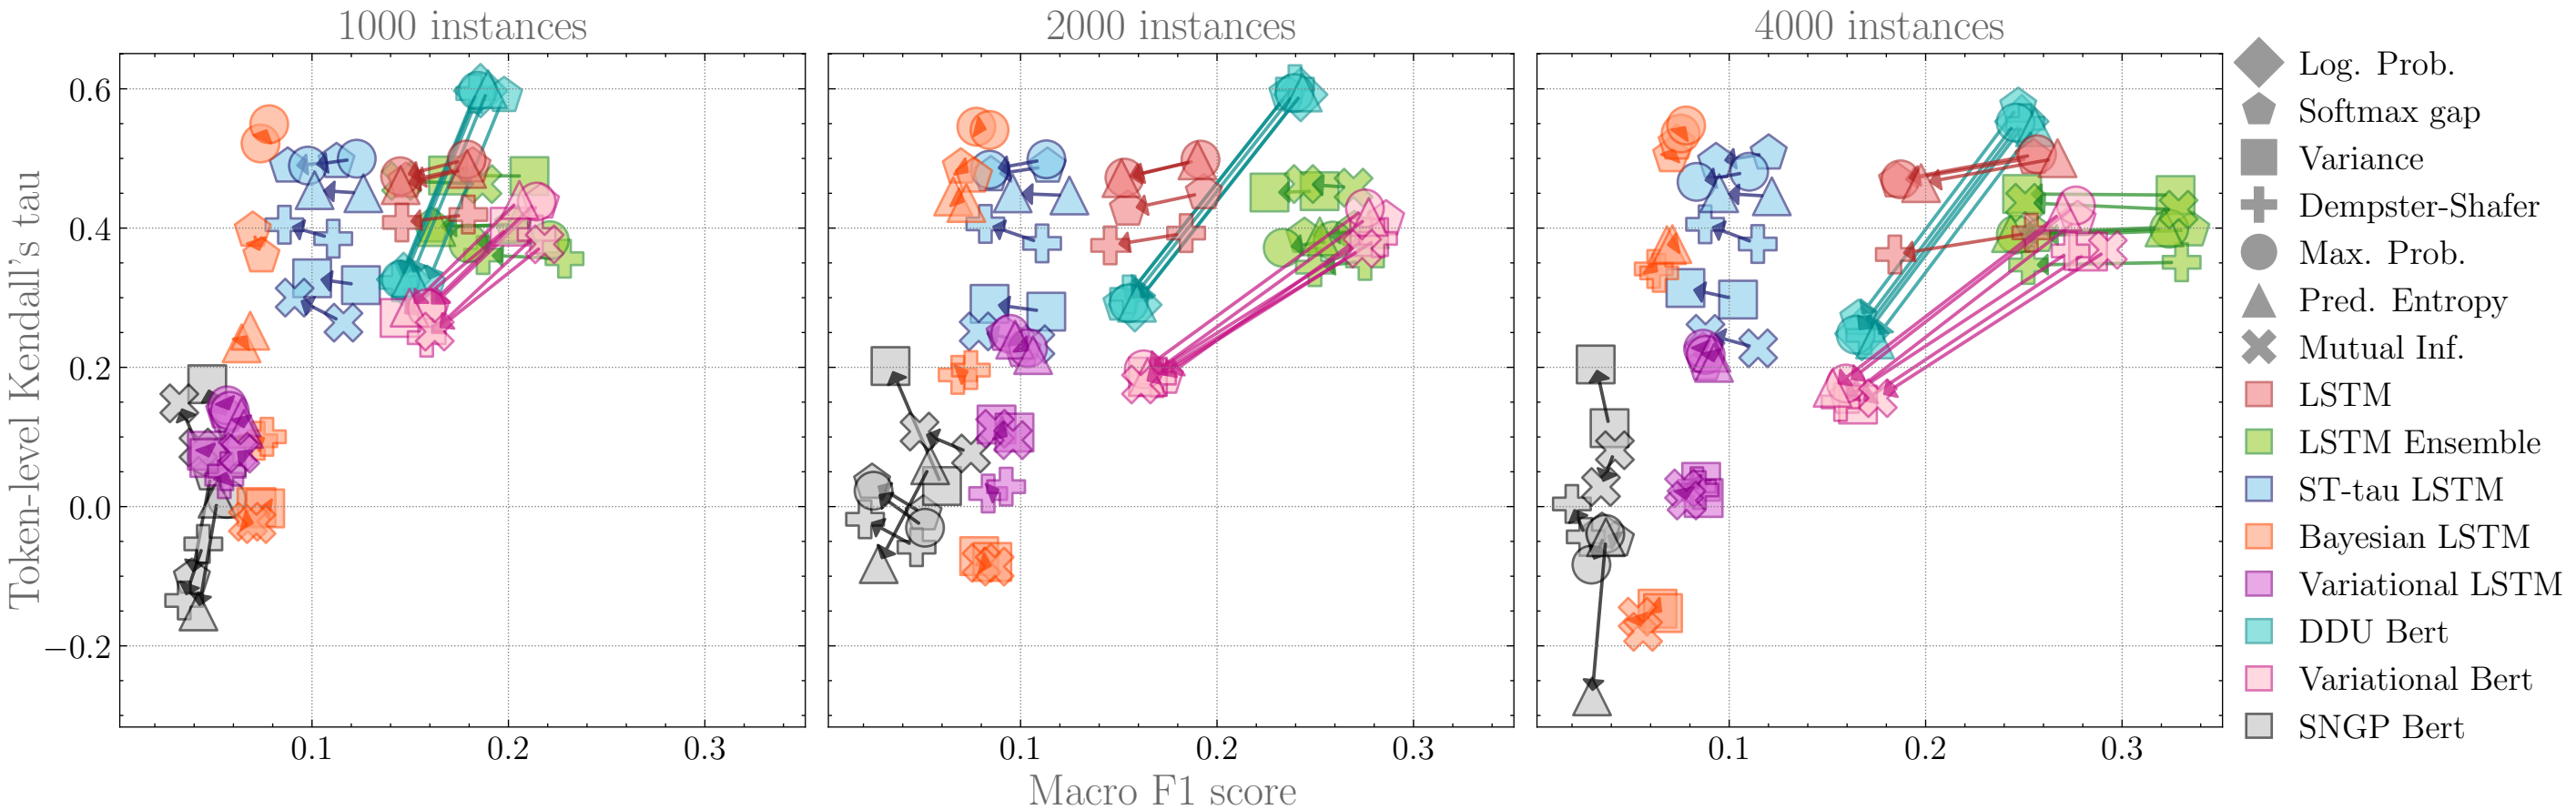 1000 instances
2000 instances
4000 instances
Token-level Kendall's tau
0.6
0.4
0.2
0.0
−0.2
0.1
0.2
0.3
0.1
0.2
0.3
0.1
0.2
0.3
Macro F1 score
Log. Prob.
Softmax gap
Variance
Dempster-Shafer
Max. Prob.
Pred. Entropy
Mutual Inf.
LSTM
LSTM Ensemble
ST-tau LSTM
Bayesian LSTM
Variational LSTM
DDU Bert
Variational Bert
SNGP Bert